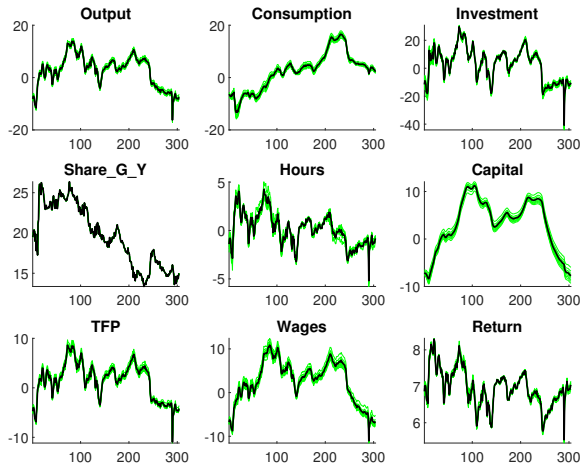 Output Consumption Investment
20 20 20
0 0 0
-20
-20 -20 -40
100 200 300 100 200 300 100 200 300
Share_G_Y Hours Capital
25 5 10
20 0 0
15 -5 -10
100 200 300 100 200 300 100 200 300
TFP Wages Return
10 10 8
0 0
6
-10 -10
100 200 300 100 200 300 100 200 300